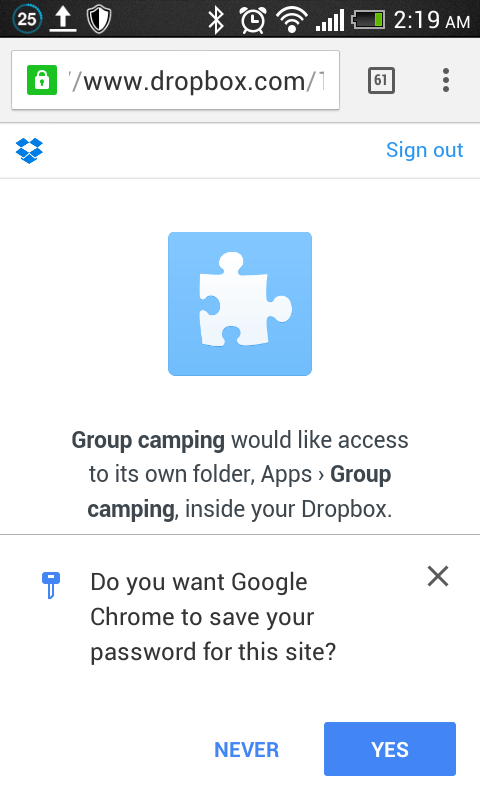 25 2:19 AM
//www.dropbox.com/1 61
Sign out
Group camping would like access
to its own folder, Apps › Group
camping, inside your Dropbox.
Do you want Google
Chrome to save your
password for this site?
NEVER YES